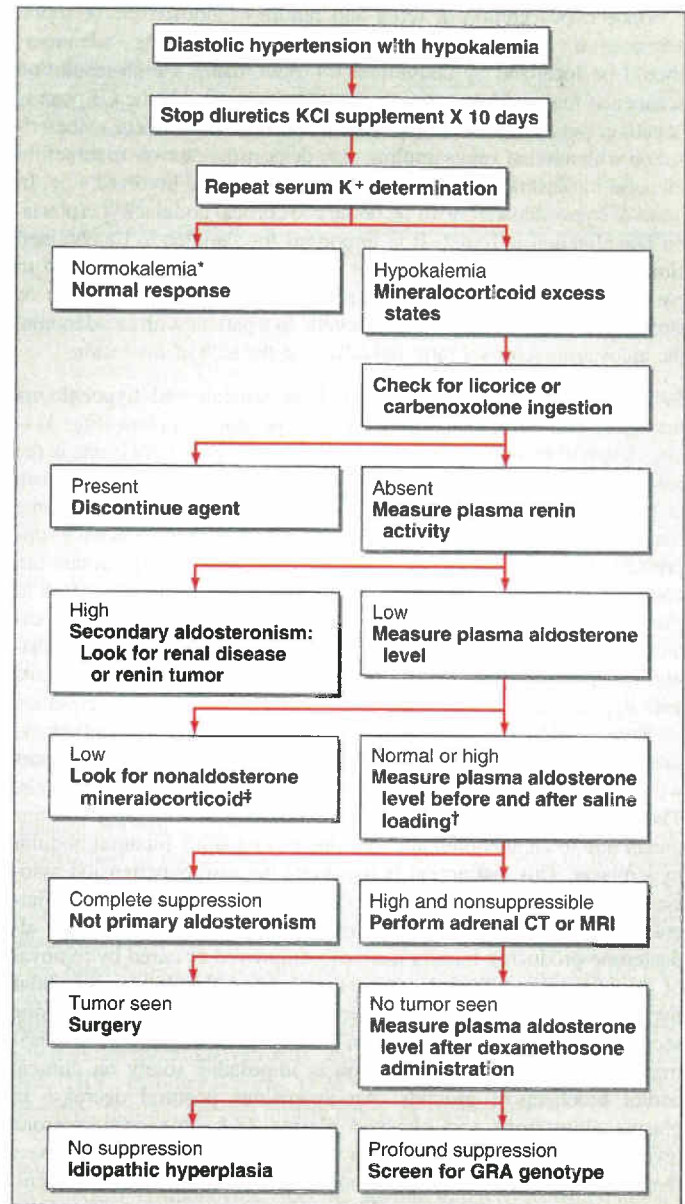 Diastolic hypertension with hypokalemia
Stop diuretics KCl supplement X 10 days
Repeat serum K+ determination
Normokalemia*
Normal response
Hypokalemia
Mineralocorticoid excess
states
Check for licorice or
carbenoxolone ingestion
Present
Discontinue agent
Absent
Measure plasma renin
activity
High
Secondary aldosteronism:
Look for renal disease
or renin tumor
Low
Measure plasma aldosterone
level
Low
Look for nonaldosterone
mineralocorticoid‡
Normal or high
Measure plasma aldosterone
level before and after saline
loading†
Complete suppression
Not primary aldosteronism
High and nonsuppressible
Perform adrenal CT or MRI
Tumor seen
Surgery
No tumor seen
Measure plasma aldosterone
level after dexamethosone
administration
No suppression
Idiopathic hyperplasia
Profound suppression
Screen for GRA genotype